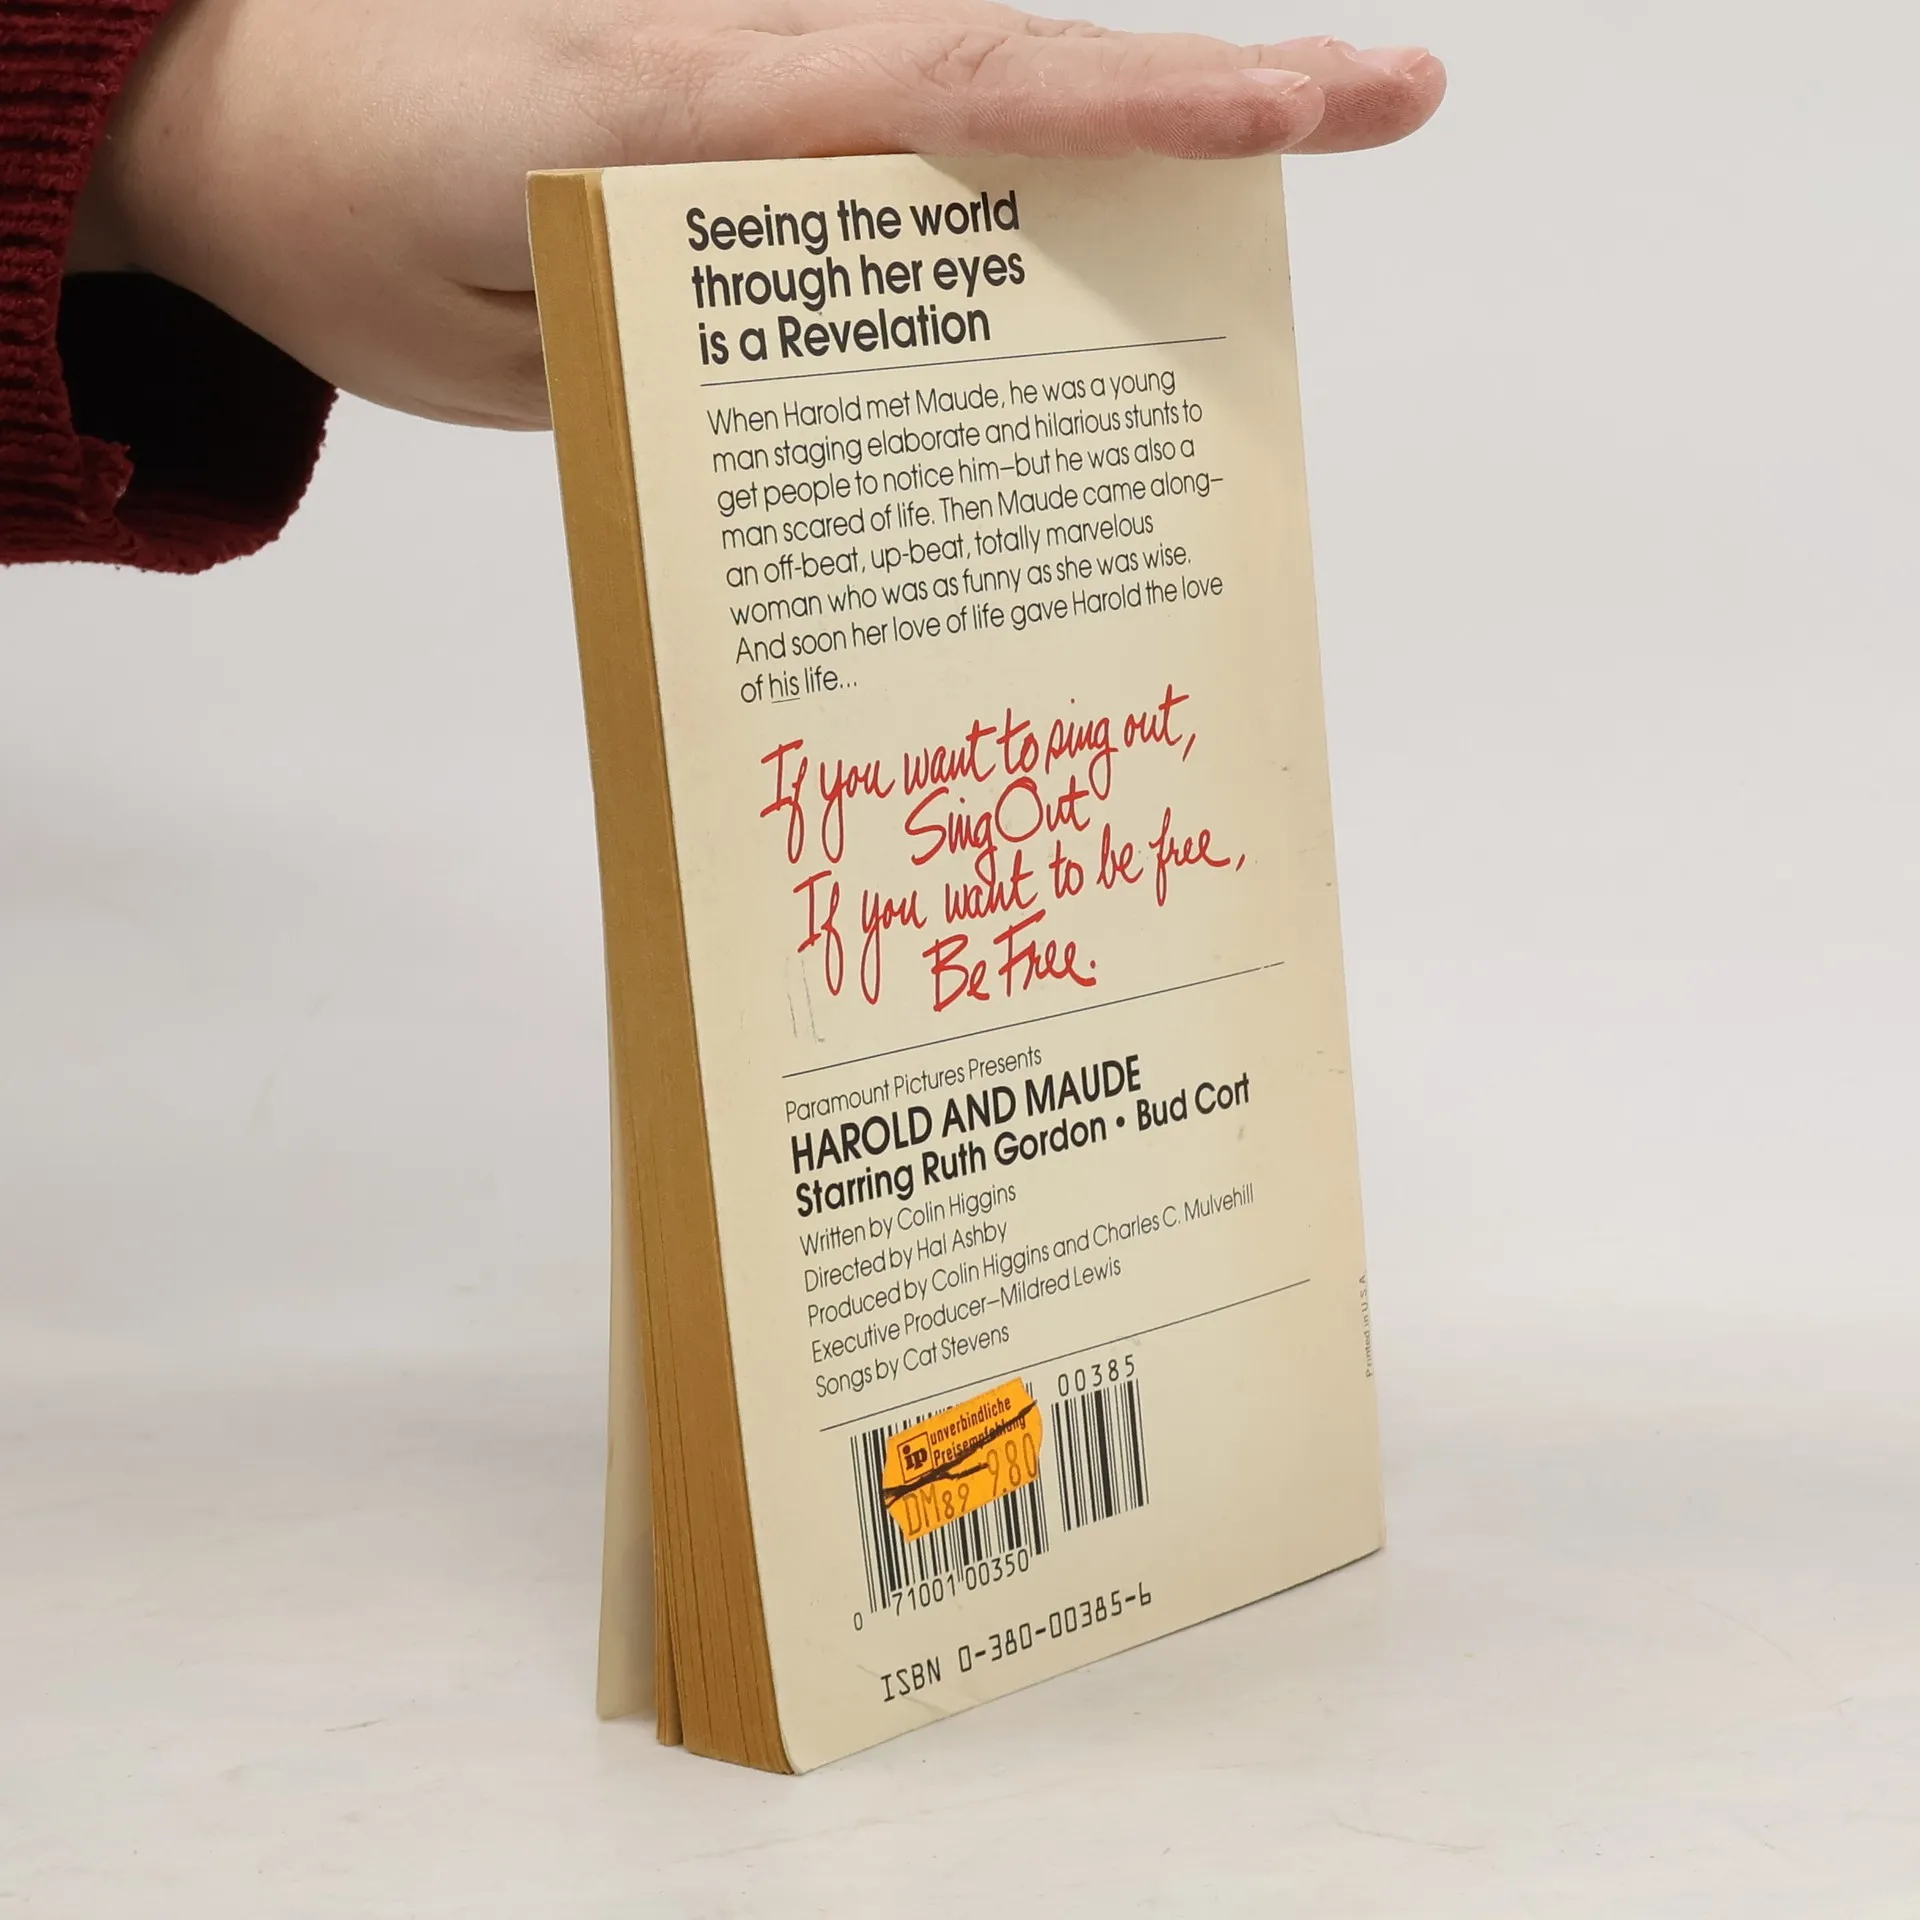 Seeing the world
through her eyes
is a Revelation
When Harold met Maude, he was a young
man staging elaborate and hilarious stunts to
get people to notice him—but he was also a
man scared of life. Then Maude came along—
an off-beat, up-beat, totally marvelous
woman who was as funny as she was wise.
And soon her love of life gave Harold the love
of his life...
If you want to sing out,
Sing Out
If you want to be free,
Be Free.
Paramount Pictures Presents
HAROLD AND MAUDE
Starring Ruth Gordon • Bud Cort
Written by Colin Higgins
Directed by Hal Ashby
Produced by Colin Higgins and Charles C. Mulvehill
Executive Producer—Mildred Lewis
Songs by Cat Stevens
Printed in U.S.A.
00385
ip unverbindliche
Preisempfehlung
DM89 9.80
0 71001 00350
ISBN 0-380-00385-6